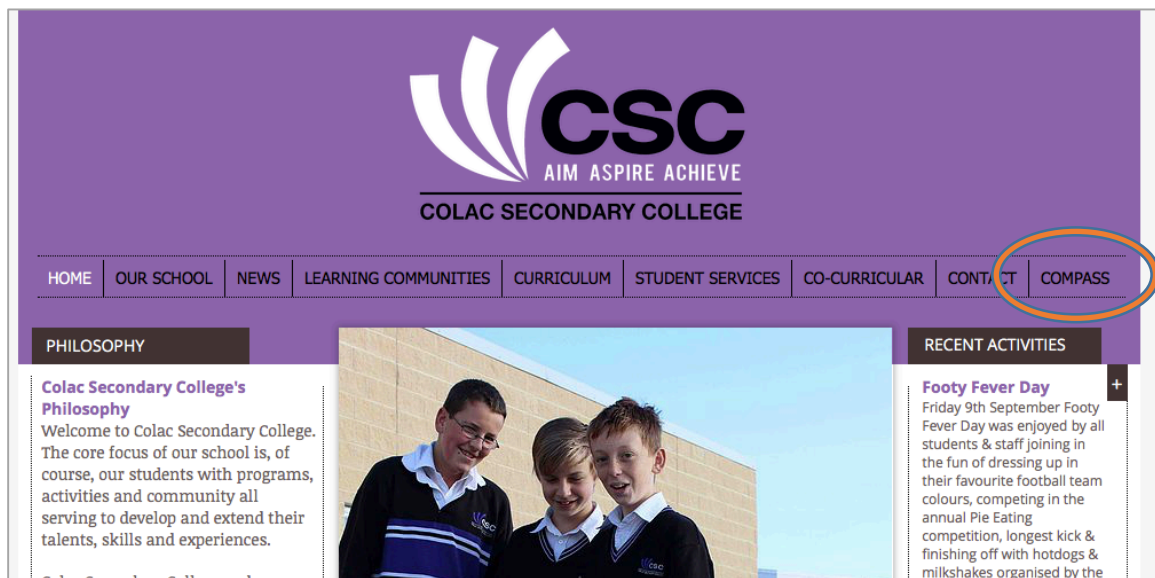 CSC
AIM ASPIRE ACHIEVE
COLAC SECONDARY COLLEGE
HOME OUR SCHOOL NEWS LEARNING COMMUNITIES CURRICULUM STUDENT SERVICES CO-CURRICULAR CONTACT COMPASS
PHILOSOPHY
Colac Secondary College's
Philosophy
Welcome to Colac Secondary College.
The core focus of our school is, of
course, our students with programs,
activities and community all
serving to develop and extend their
talents, skills and experiences.
CSC
CSC
RECENT ACTIVITIES
+
Footy Fever Day
Friday 9th September Footy
Fever Day was enjoyed by all
students & staff joining in
the fun of dressing up in
their favourite football team
colours, competing in the
annual Pie Eating
competition, longest kick &
finishing off with hotdogs &
milkshakes organised by the